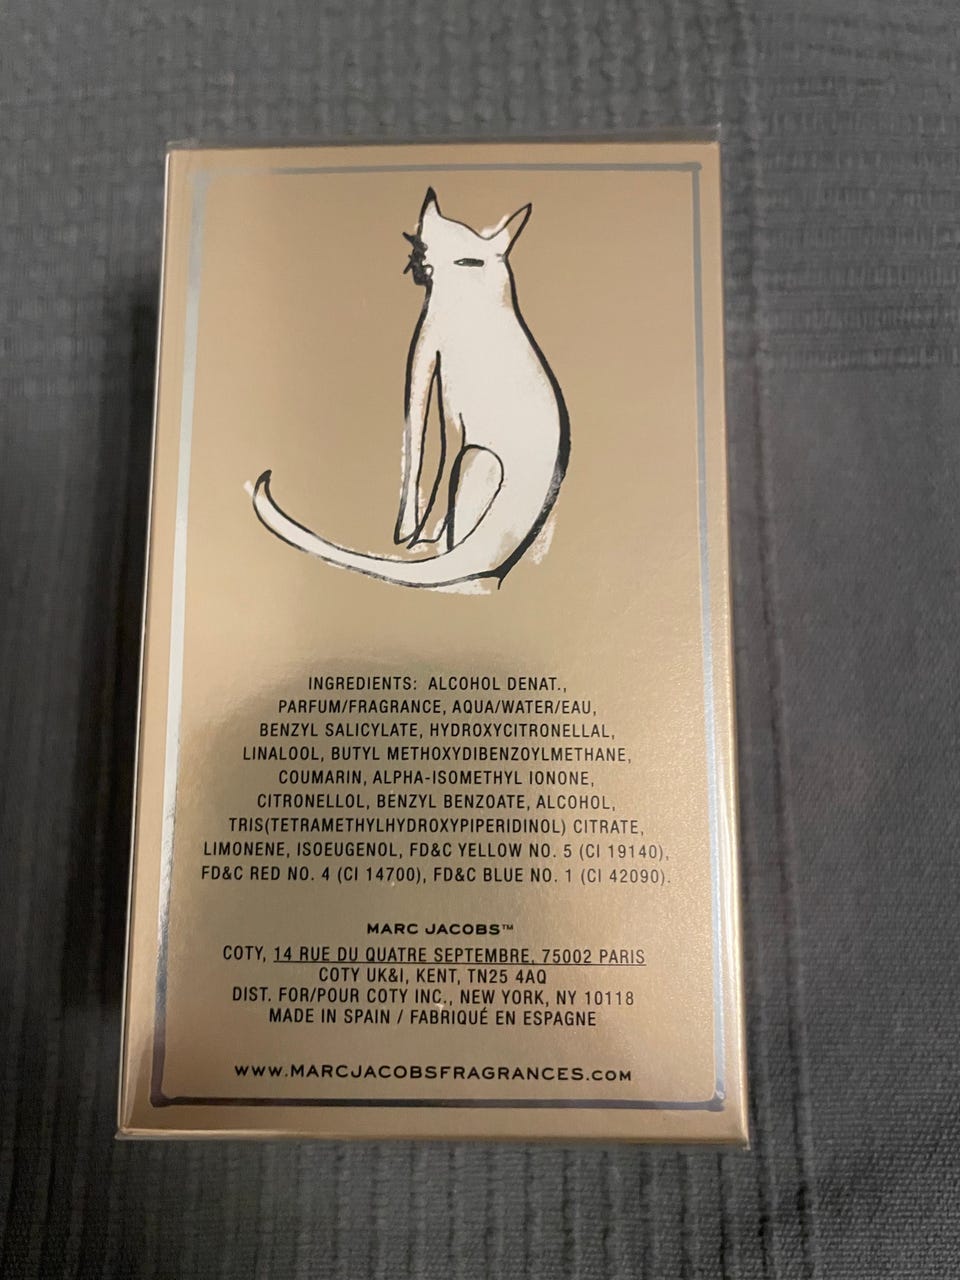 INGREDIENTS: ALCOHOL DENAT.,
PARFUM/FRAGRANCE, AQUA/WATER/EAU,
BENZYL SALICYLATE, HYDROXYCITRONELLAL,
LINALOOL, BUTYL METHOXYDIBENZOYLMETHANE,
COUMARIN, ALPHA-ISOMETHYL IONONE,
CITRONELLOL, BENZYL BENZOATE, ALCOHOL,
TRIS(TETRAMETHYLHYDROXYPIPERIDINOL) CITRATE,
LIMONENE, ISOEUGENOL, FD&C YELLOW NO. 5 (CI 19140),
FD&C RED NO. 4 (CI 14700), FD&C BLUE NO. 1 (CI 42090).
MARC JACOBS™
COTY, 14 RUE DU QUATRE SEPTEMBRE, 75002 PARIS
COTY UK&I, KENT, TN25 4AQ
DIST. FOR/POUR COTY INC., NEW YORK, NY 10118
MADE IN SPAIN / FABRIQUÉ EN ESPAGNE
WWW.MARCJACOBSFRAGRANCES.COM